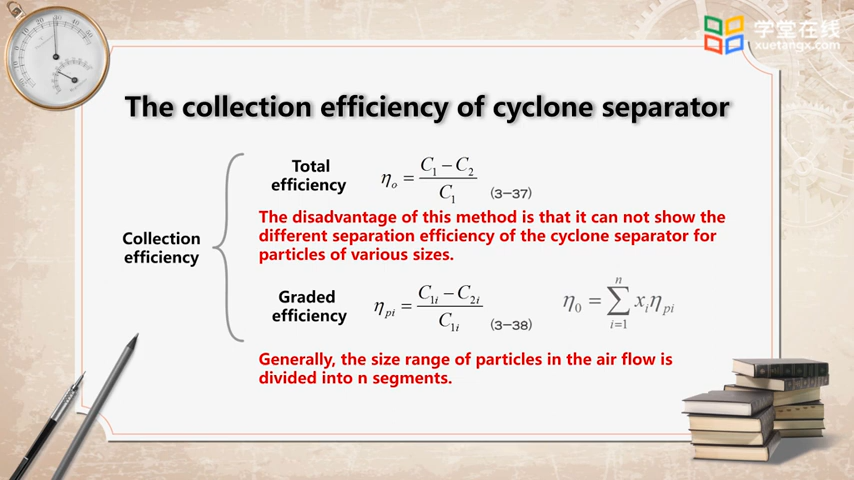 学堂在线
xuetangx.com
The collection efficiency of cyclone separator
Collection
efficiency
Total
efficiency
η_o = (C_1 − C_2) / C_1 (3-37)
The disadvantage of this method is that it can not show the
different separation efficiency of the cyclone separator for
particles of various sizes.
Graded
efficiency
η_pi = (C_1i − C_2i) / C_1i (3-38)
η_0 = ∑_{i=1}^{n} x_i η_pi
Generally, the size range of particles in the air flow is
divided into n segments.